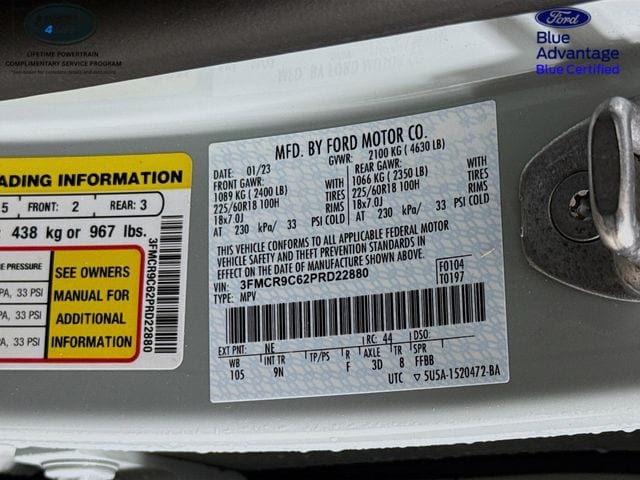 4
LIFETIME POWERTRAIN
COMPLIMENTARY SERVICE PROGRAM
Ford
Blue
Advantage
Blue Certified
ADING INFORMATION
5 FRONT: 2 REAR: 3
438 kg or 967 lbs.
E PRESSURE
PA, 33 PSI
PA, 33 PSI
SEE OWNERS
MANUAL FOR
ADDITIONAL
INFORMATION
3FMCR9C62PRD22880
MFD. BY FORD MOTOR CO.
DATE: 01/23 GVWR: 2100 KG ( 4630 LB)
FRONT GAWR: REAR GAWR:
1089 KG ( 2400 LB) 1066 KG ( 2350 LB)
225/60R18 100H TIRES 225/60R18 100H TIRES
18x7.0J RIMS 18x7.0J RIMS
AT 230 kPa/ 33 PSI COLD AT 230 kPa/ 33 PSI COLD
THIS VEHICLE CONFORMS TO ALL APPLICABLE FEDERAL MOTOR
VEHICLE SAFETY AND THEFT PREVENTION STANDARDS IN
EFFECT ON THE DATE OF MANUFACTURE SHOWN ABOVE.
VIN: 3FMCR9C62PRD22880 F0104
TYPE: MPV T0197
EXT PNT: NE RC: 44 DSO:
WB INT TR TP/PS R AXLE TR SPR
105 9N F 3D 8 FFBB
UTC ▽ 5U5A-1520472-BA